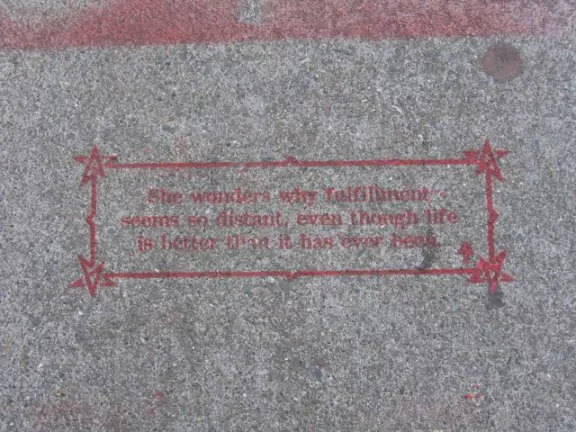 She wonders why fulfillment
seems so distant, even though life
is better than it has ever been.